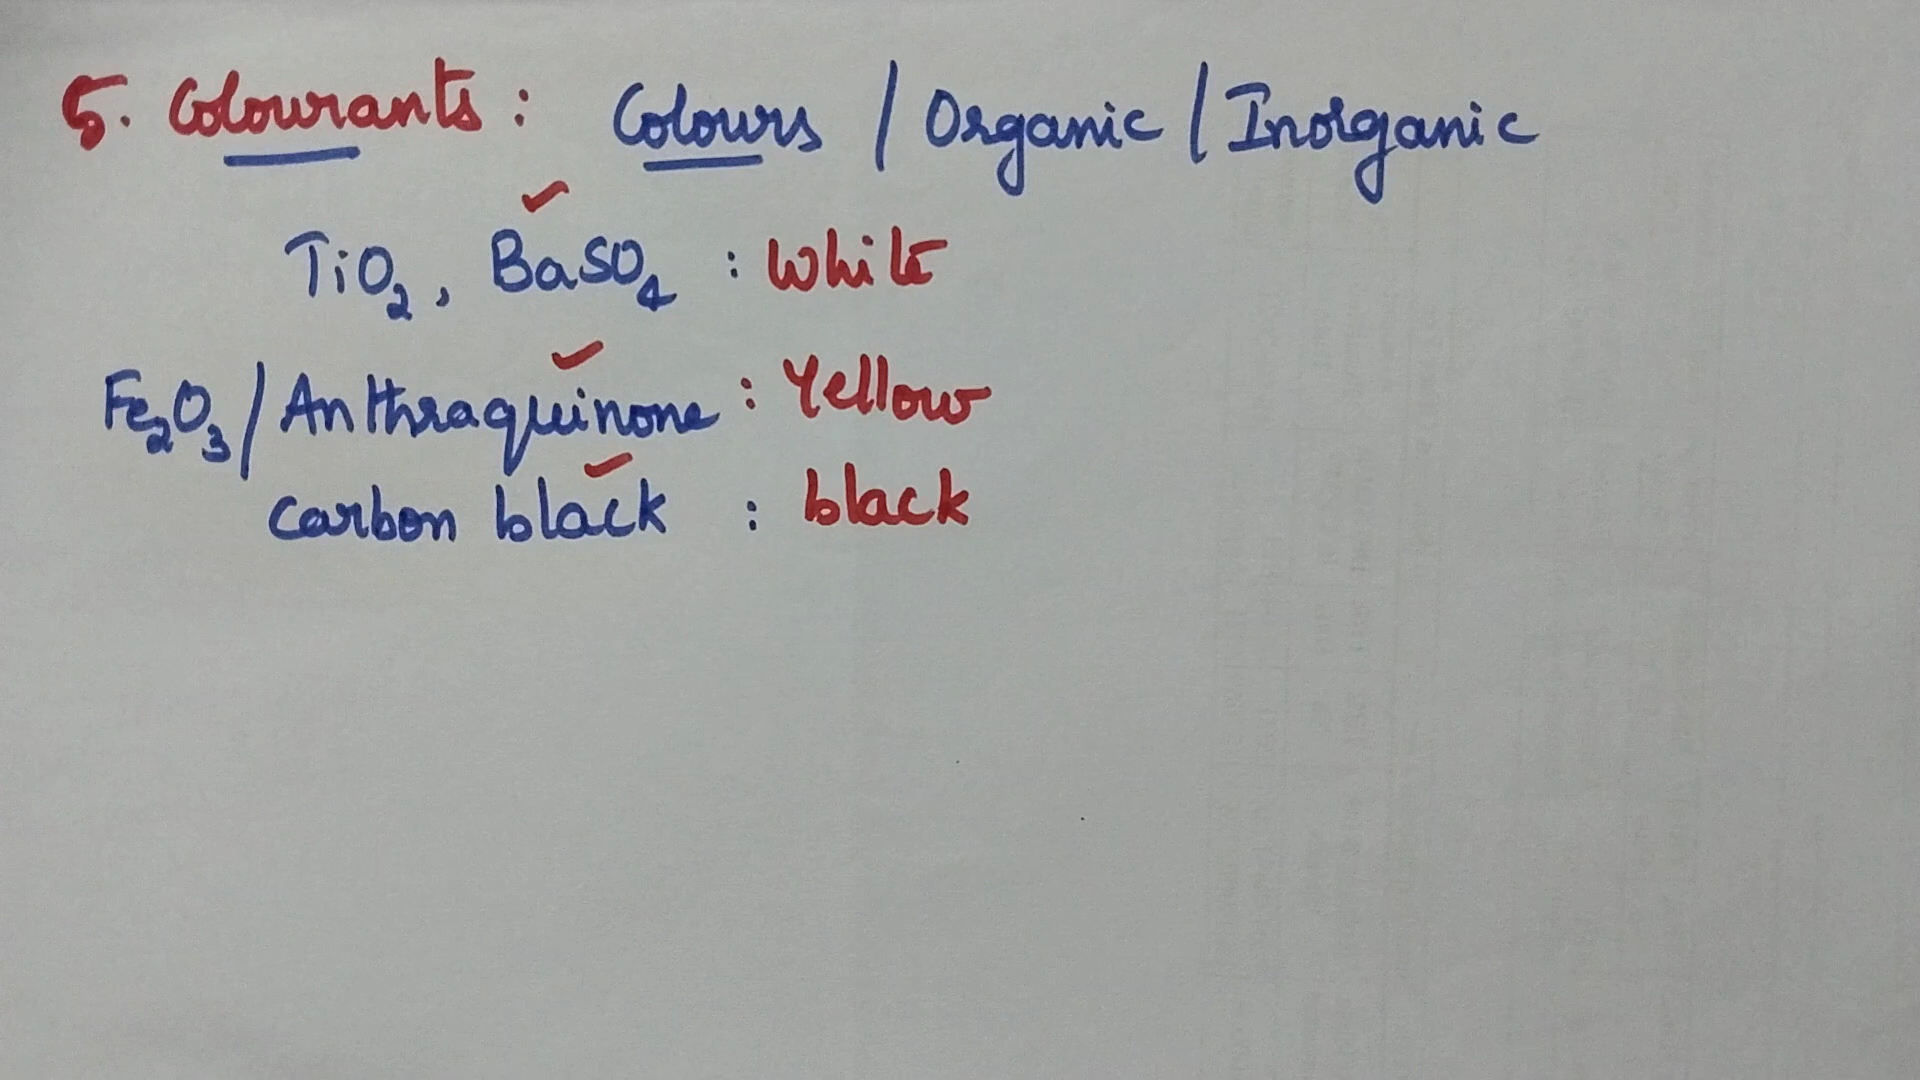 5. Colourants: Colours / Organic / Inorganic
TiO₂, BaSO₄ : White
Fe₂O₃ / Anthraquinone : Yellow
Carbon black : black